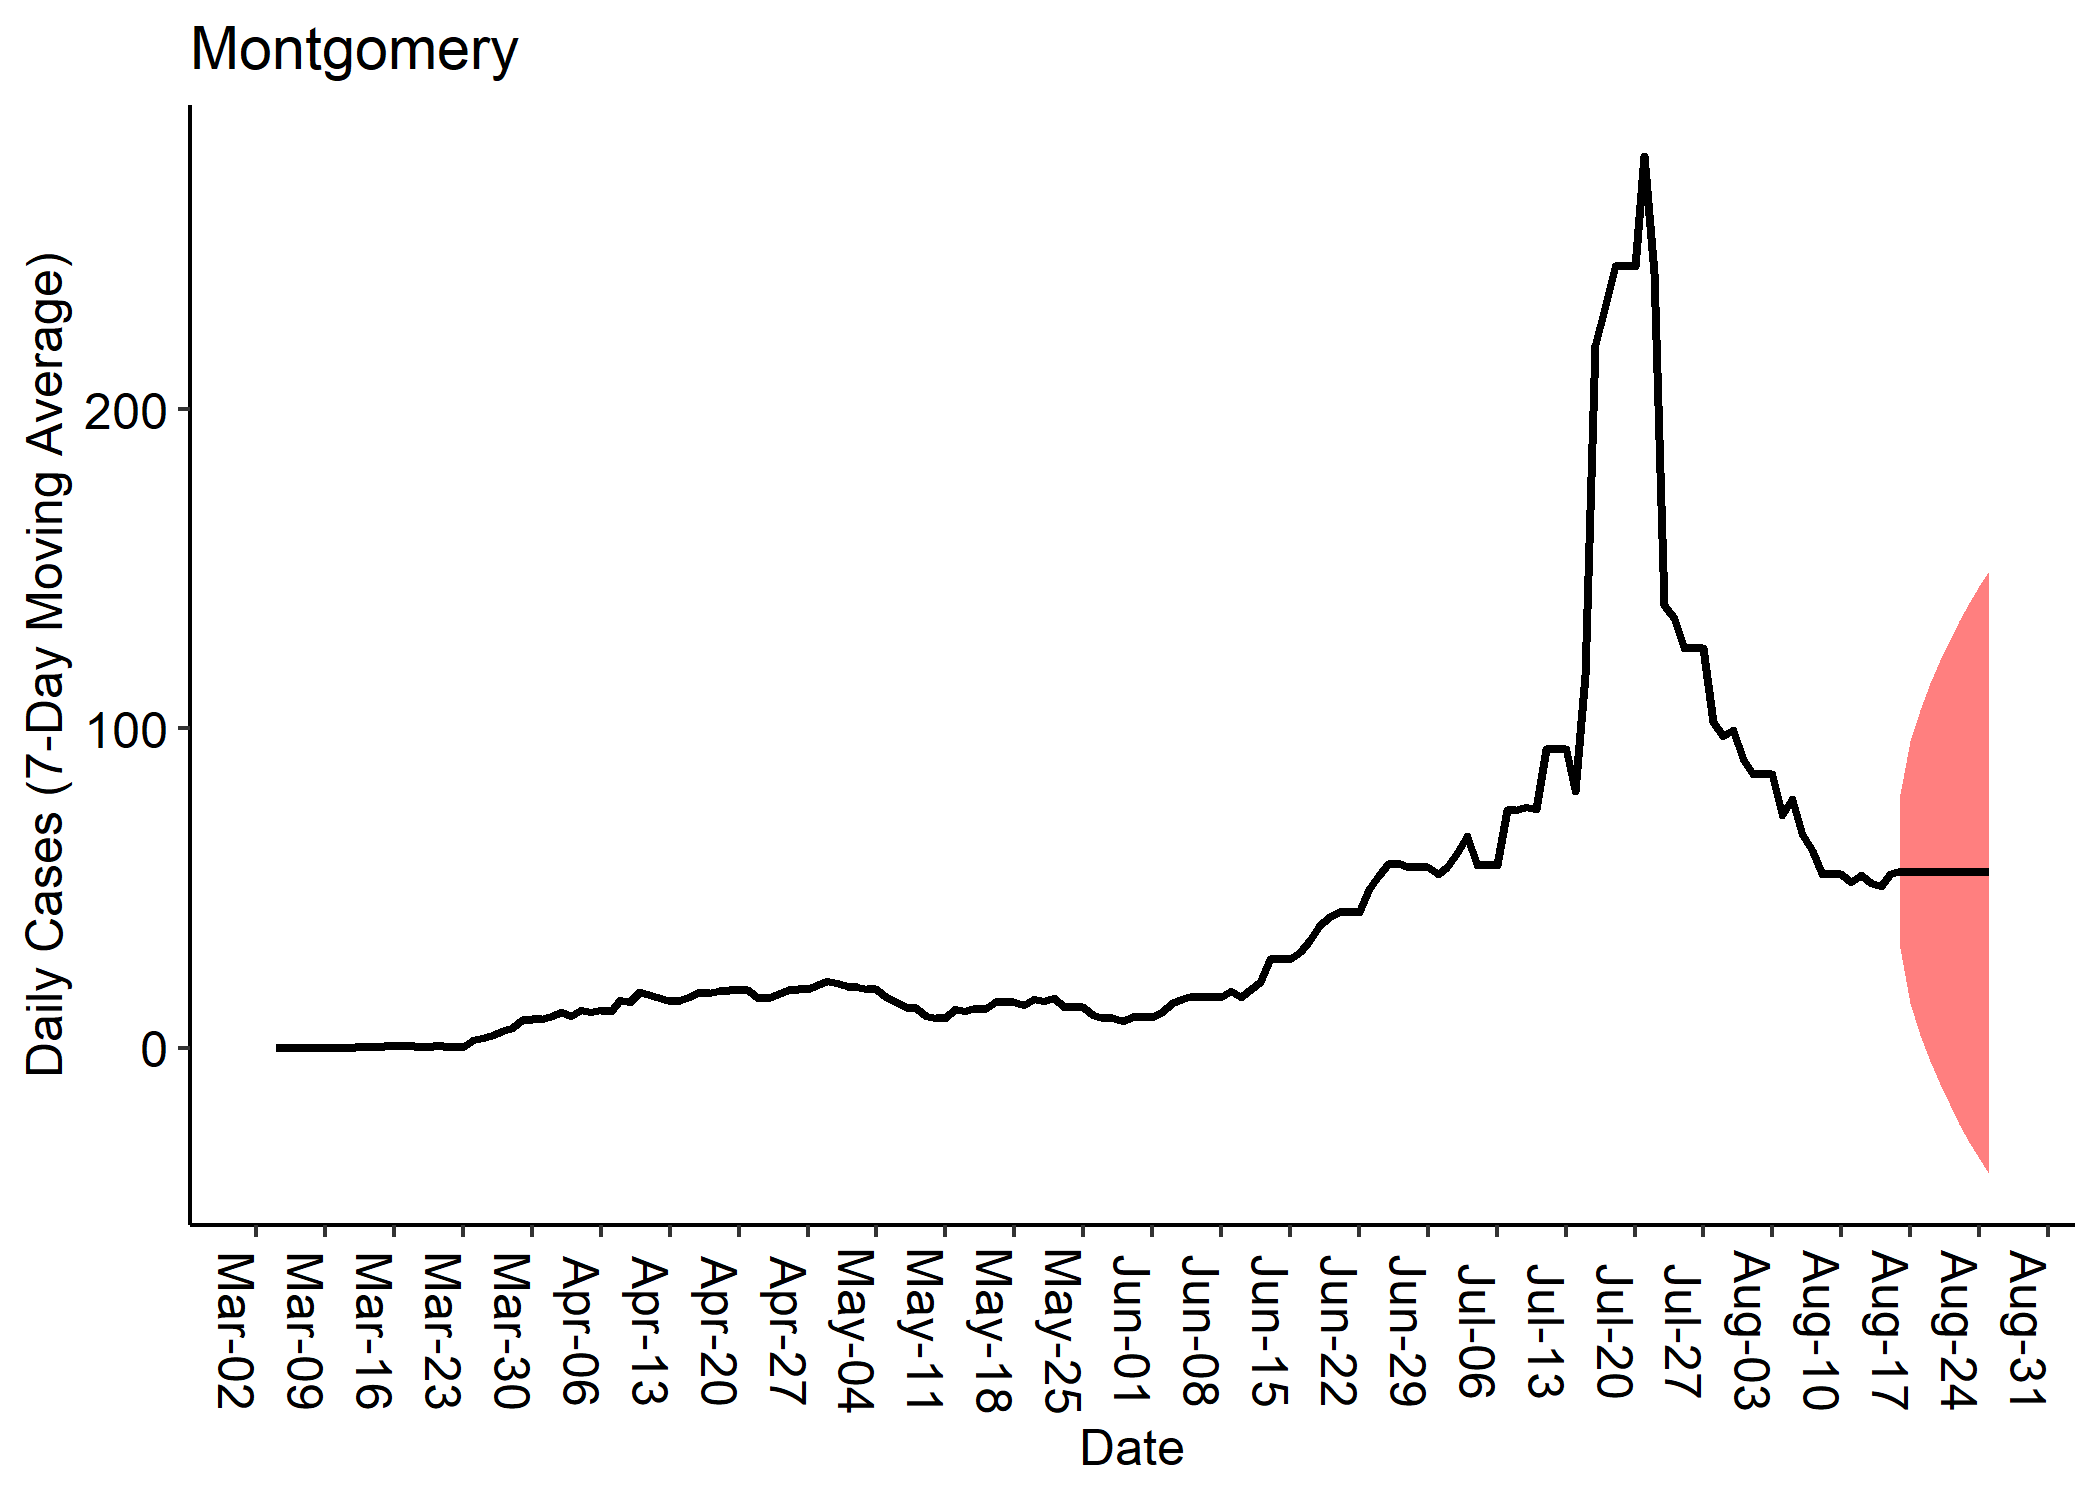 Montgomery
Daily Cases (7-Day Moving Average)
200
100
0
Mar-02
Mar-09
Mar-16
Mar-23
Mar-30
Apr-06
Apr-13
Apr-20
Apr-27
May-04
May-11
May-18
May-25
Jun-01
Jun-08
Jun-15
Jun-22
Jun-29
Jul-06
Jul-13
Jul-20
Jul-27
Aug-03
Aug-10
Aug-17
Aug-24
Aug-31
Date